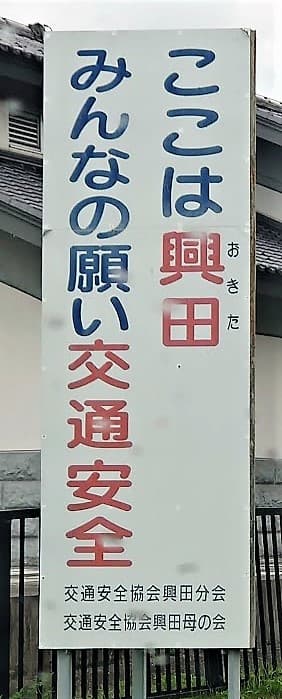 ここは興田
おきた
みんなの願い交通安全
交通安全協会興田分会
交通安全協会興田母の会